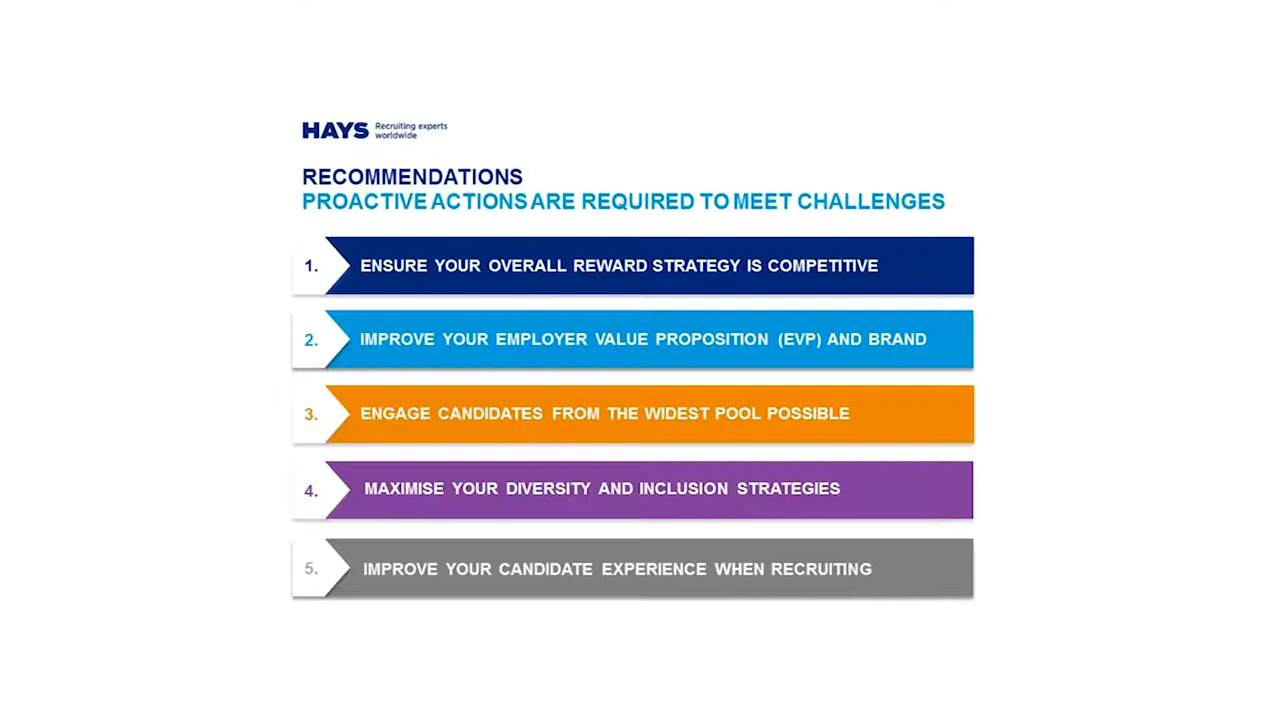 HAYS Recruiting experts
worldwide
RECOMMENDATIONS
PROACTIVE ACTIONS ARE REQUIRED TO MEET CHALLENGES
1. ENSURE YOUR OVERALL REWARD STRATEGY IS COMPETITIVE
2. IMPROVE YOUR EMPLOYER VALUE PROPOSITION (EVP) AND BRAND
3. ENGAGE CANDIDATES FROM THE WIDEST POOL POSSIBLE
4. MAXIMISE YOUR DIVERSITY AND INCLUSION STRATEGIES
5. IMPROVE YOUR CANDIDATE EXPERIENCE WHEN RECRUITING